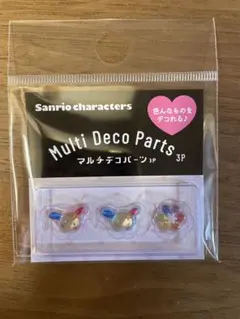 Sanrio characters
色んなものを
デコれる♪
Multi Deco Parts
3P
マルチデコパーツ 3P